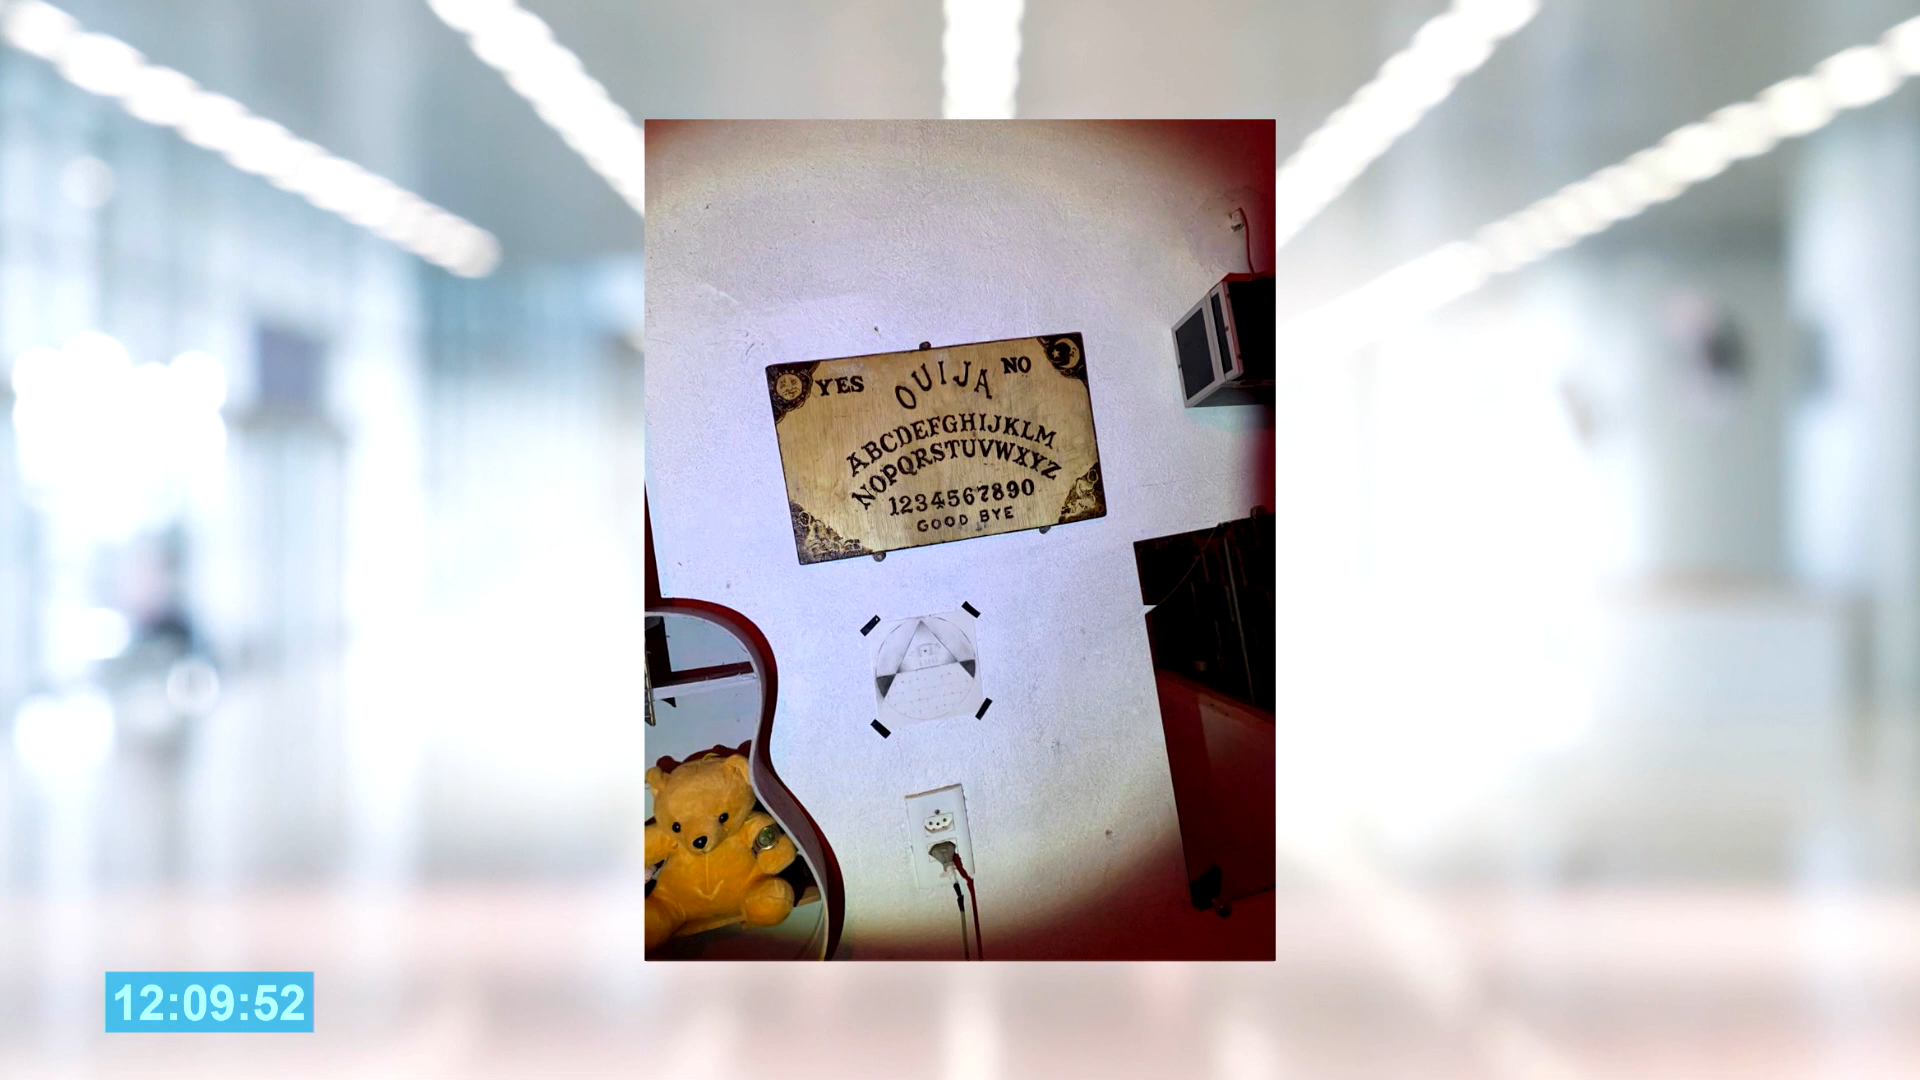 YES OUIJA NO
ABCDEFGHIJKLM
NOPQRSTUVWXYZ
1234567890
GOOD BYE
12:09:52